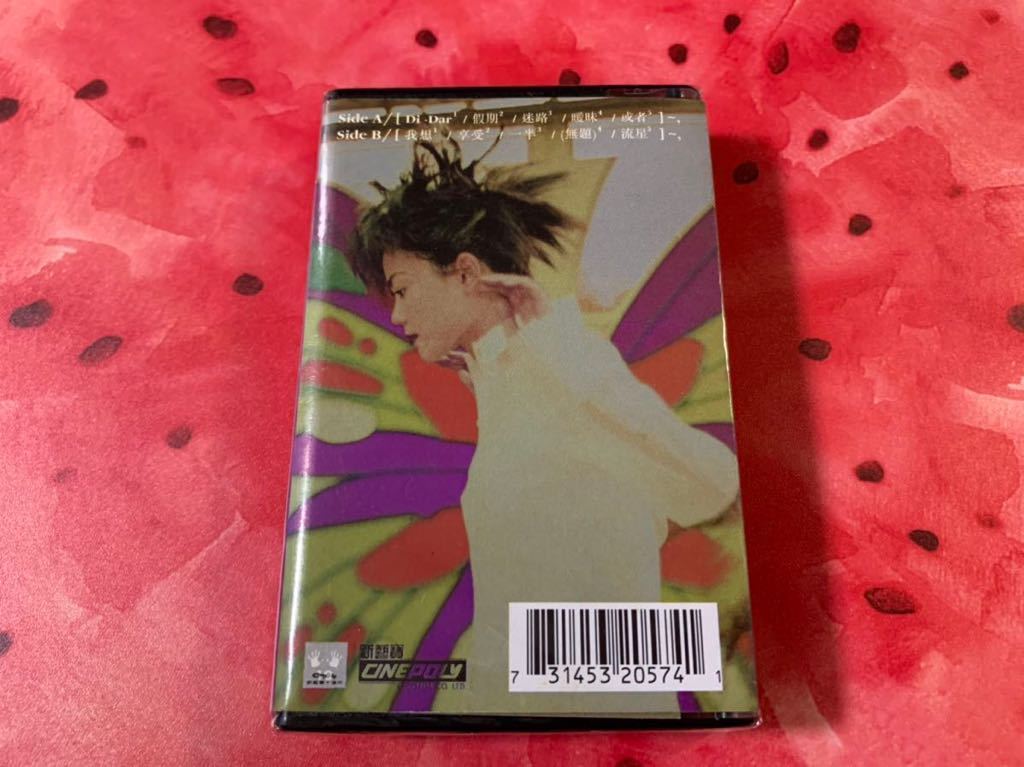 Side A/[ Di-Dar¹ / 假期² / 迷路³ / 曖昧⁴ / 或者⁵ ]~,
Side B/[ 我想¹ / 享受² / 一半³ / (無題)⁴ / 流星⁵ ]~,
新藝寶
CINEPOLY
CO. LTD.
7 31453 20574 1